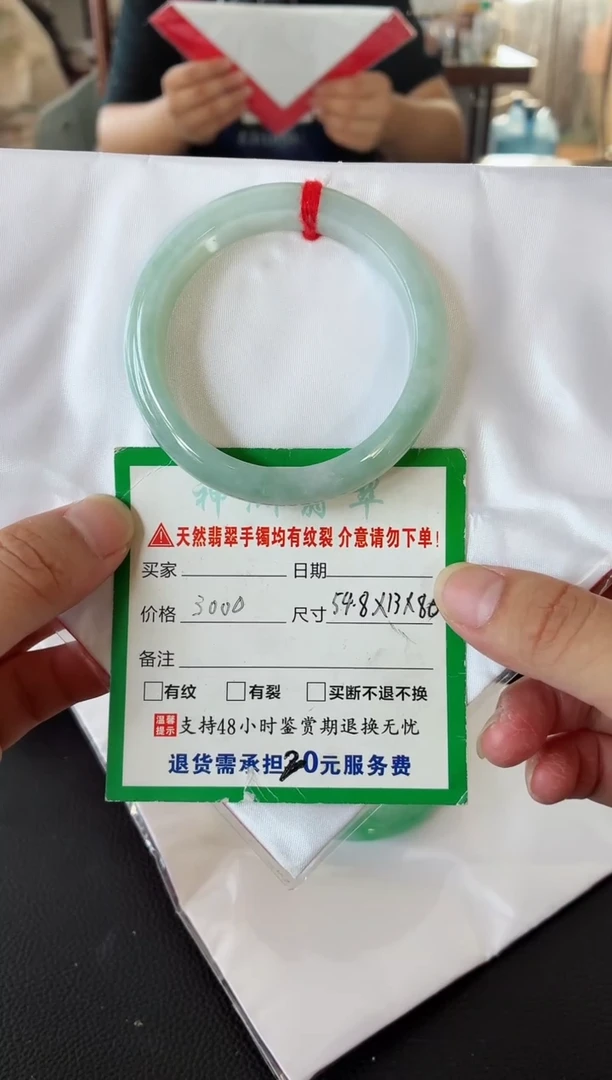 翡翠
天然翡翠手镯均有纹裂 介意请勿下单!
买家 日期
价格 3000 尺寸 54.8X13X8
备注
有纹 有裂 买断不退不换
温馨提示 支持48小时鉴赏期退换无忧
退货需承担30元服务费